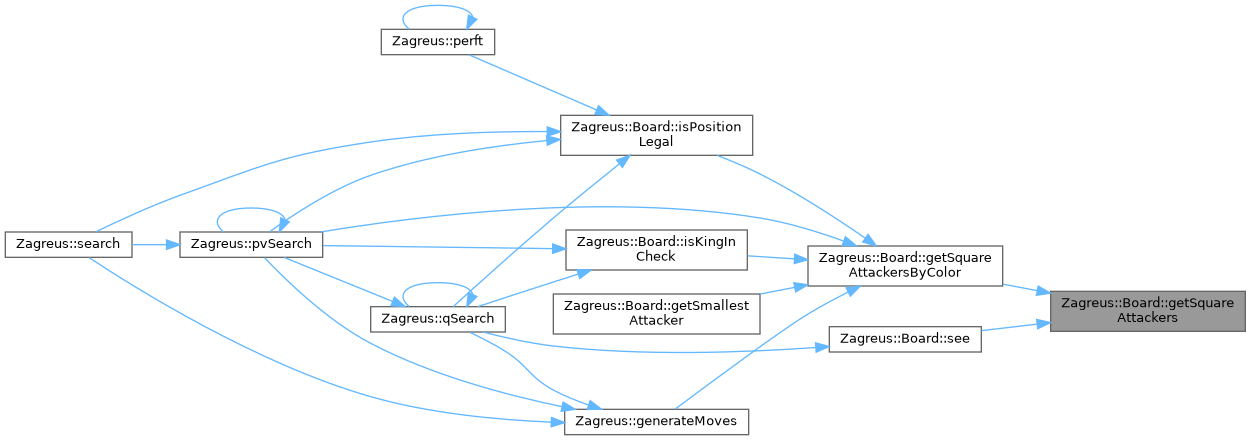 Zagreus::perft
Zagreus::Board::isPosition
Legal
Zagreus::search
Zagreus::pvSearch
Zagreus::Board::isKingIn
Check
Zagreus::Board::getSquare
AttackersByColor
Zagreus::Board::getSquare
Attackers
Zagreus::qSearch
Zagreus::Board::getSmallest
Attacker
Zagreus::Board::see
Zagreus::generateMoves